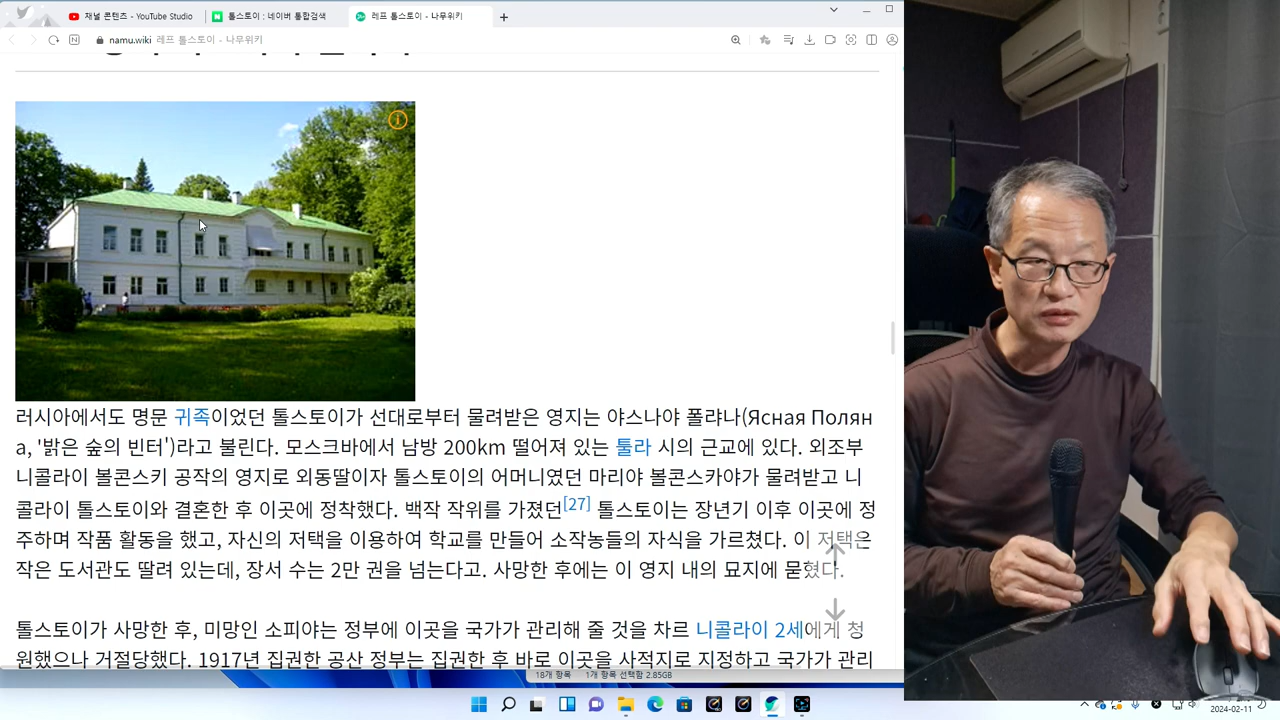 재널 콘텐츠 - YouTube Studio
톨스토이 : 네이버 통합검색
레프 톨스토이 - 나무위키
namu.wiki 레프 톨스토이 - 나무위키
러시아에서도 명문 귀족이었던 톨스토이가 선대로부터 물려받은 영지는 야스나야 폴랴나(Ясная Полян
а, '밝은 숲의 빈터')라고 불린다. 모스크바에서 남방 200km 떨어져 있는 툴라 시의 근교에 있다. 외조부
니콜라이 볼콘스키 공작의 영지로 외동딸이자 톨스토이의 어머니였던 마리야 볼콘스카야가 물려받고 니
콜라이 톨스토이와 결혼한 후 이곳에 정착했다. 백작 작위를 가졌던[27] 톨스토이는 장년기 이후 이곳에 정
주하며 작품 활동을 했고, 자신의 저택을 이용하여 학교를 만들어 소작농들의 자식을 가르쳤다. 이 저택은
작은 도서관도 딸려 있는데, 장서 수는 2만 권을 넘는다고. 사망한 후에는 이 영지 내의 묘지에 묻혔다.
톨스토이가 사망한 후, 미망인 소피야는 정부에 이곳을 국가가 관리해 줄 것을 차르 니콜라이 2세에게 청
원했으나 거절당했다. 1917년 집권한 공산 정부는 집권한 후 바로 이곳을 사적지로 지정하고 국가가 관리
18개 항목 1개 항목 선택함 2.85GB
2024-02-11